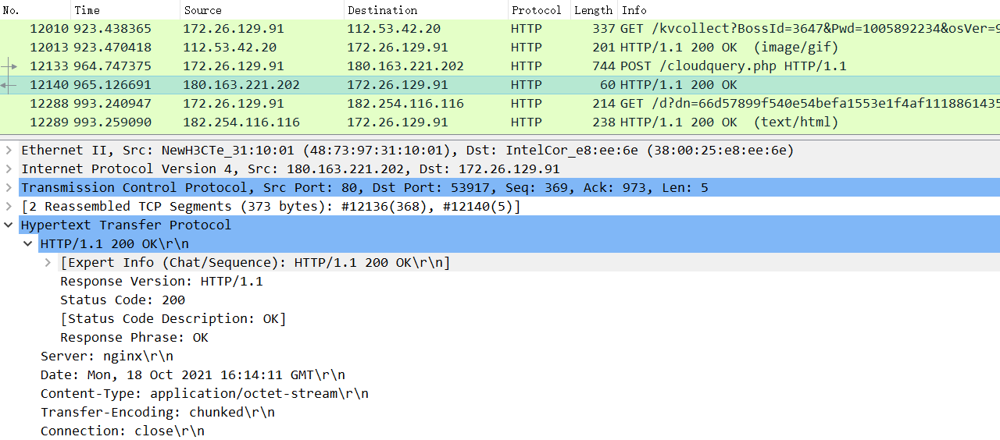 No. Time Source Destination Protocol Length Info
12010 923.438365 172.26.129.91 112.53.42.20 HTTP 337 GET /kvcollect?BossId=3647&Pwd=1005892234&osVer=9
12013 923.470418 112.53.42.20 172.26.129.91 HTTP 201 HTTP/1.1 200 OK (image/gif)
12133 964.747375 172.26.129.91 180.163.221.202 HTTP 744 POST /cloudquery.php HTTP/1.1
12140 965.126691 180.163.221.202 172.26.129.91 HTTP 60 HTTP/1.1 200 OK
12288 993.240947 172.26.129.91 182.254.116.116 HTTP 214 GET /d?dn=66d57899f540e54befa1553e1f4af1118861435
12289 993.259090 182.254.116.116 172.26.129.91 HTTP 238 HTTP/1.1 200 OK (text/html)
Ethernet II, Src: NewH3CTe_31:10:01 (48:73:97:31:10:01), Dst: IntelCor_e8:ee:6e (38:00:25:e8:ee:6e)
Internet Protocol Version 4, Src: 180.163.221.202, Dst: 172.26.129.91
Transmission Control Protocol, Src Port: 80, Dst Port: 53917, Seq: 369, Ack: 973, Len: 5
[2 Reassembled TCP Segments (373 bytes): #12136(368), #12140(5)]
Hypertext Transfer Protocol
HTTP/1.1 200 OK\r\n
[Expert Info (Chat/Sequence): HTTP/1.1 200 OK\r\n]
Response Version: HTTP/1.1
Status Code: 200
[Status Code Description: OK]
Response Phrase: OK
Server: nginx\r\n
Date: Mon, 18 Oct 2021 16:14:11 GMT\r\n
Content-Type: application/octet-stream\r\n
Transfer-Encoding: chunked\r\n
Connection: close\r\n